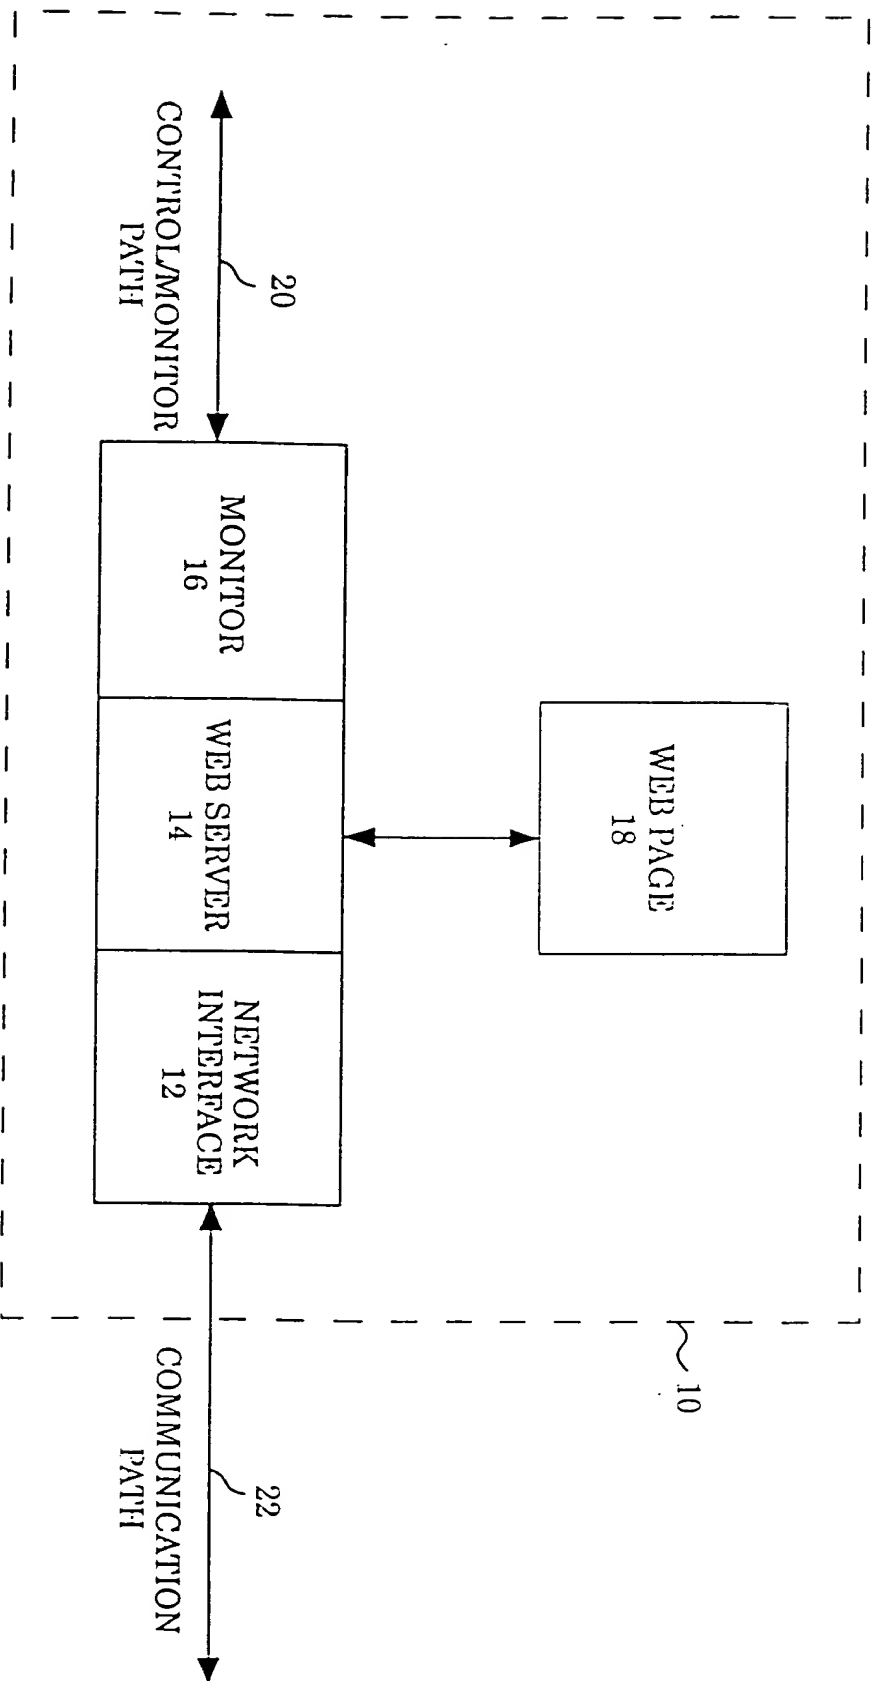 10
WEB PAGE
18
20
22
CONTROL/MONITOR
PATH
MONITOR
16
WEB SERVER
14
NETWORK
INTERFACE
12
COMMUNICATION
PATH